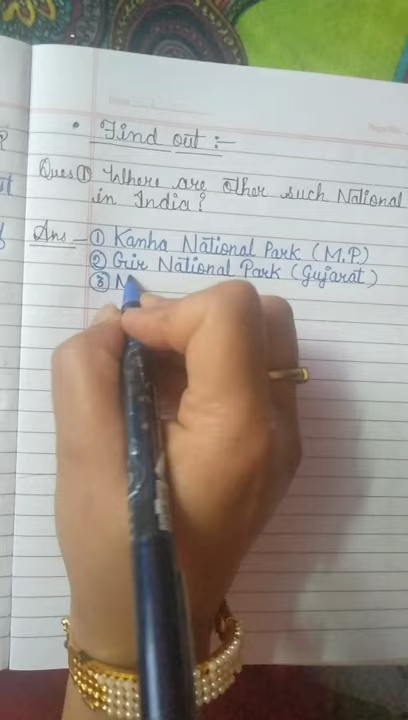 • Find out :-
Ques① Where are other such National
in India?
Ans - ① Kanha National Park (M.P.)
② Gir National Park (Gujarat)
③ N